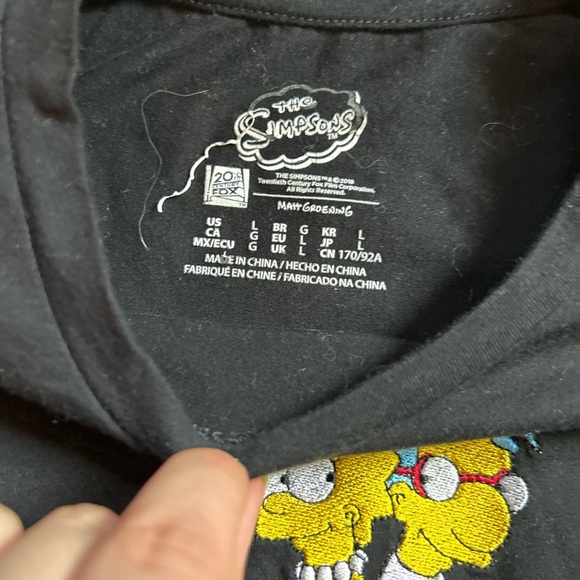 THE
SIMPSONS™
THE SIMPSONS™ & © 2018
Twentieth Century Fox Film Corporation.
All Rights Reserved.
20th CENTURY FOX
MATT GROENING
US L BR G KR L
CA G EU L JP L
MX/ECU G UK L CN 170/92A
MADE IN CHINA / HECHO EN CHINA
FABRIQUÉ EN CHINE / FABRICADO NA CHINA